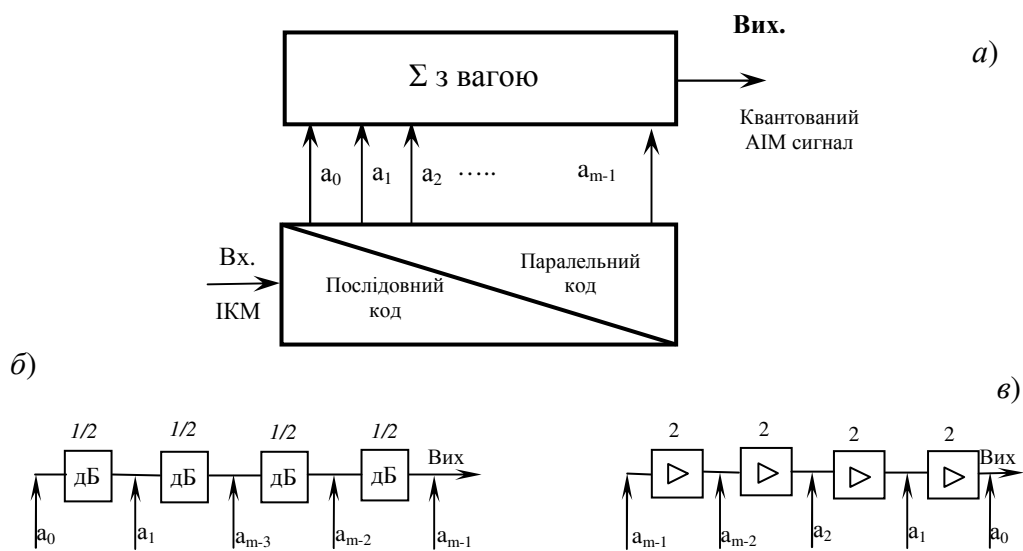 Вих.
а)
Σ з вагою
Квантований
АІМ сигнал
a0 a1 a2 ….. am-1
Вх.
ІКМ
Паралельний
код
Послідовний
код
б)
в)
1/2 1/2 1/2 1/2
дБ дБ дБ дБ Вих
a0 a1 am-3 am-2 am-1
2 2 2 2
Вих
am-1 am-2 a2 a1 a0